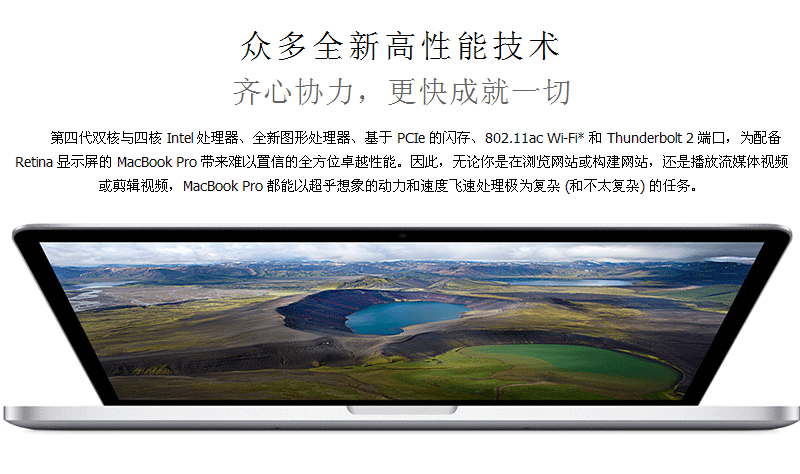 众多全新高性能技术
齐心协力，更快成就一切
第四代双核与四核 Intel 处理器、全新图形处理器、基于 PCIe 的闪存、802.11ac Wi-Fi* 和 Thunderbolt 2 端口，为配备
Retina 显示屏的 MacBook Pro 带来难以置信的全方位卓越性能。因此，无论你是在浏览网站或构建网站，还是播放流媒体视频
或剪辑视频，MacBook Pro 都能以超乎想象的动力和速度飞速处理极为复杂 (和不太复杂) 的任务。